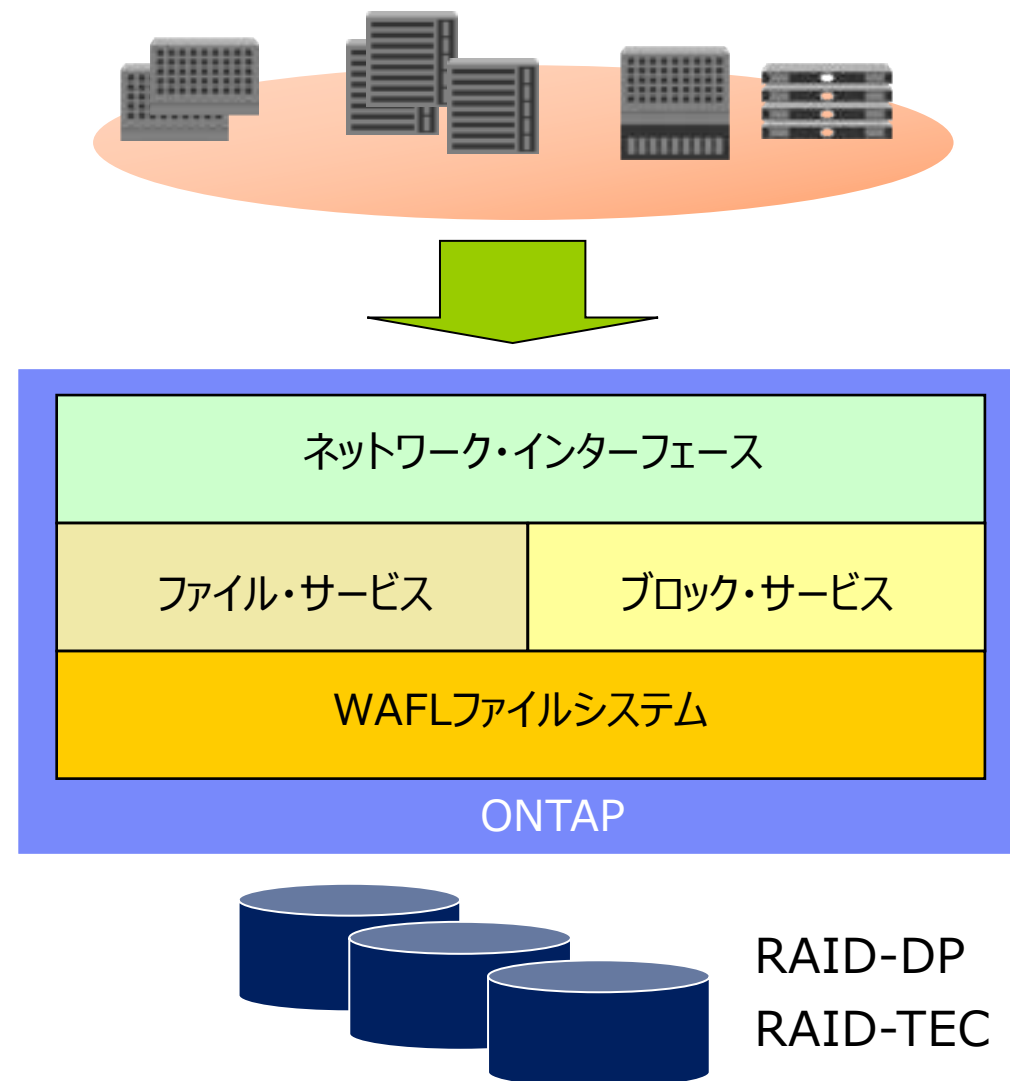 ネットワーク・インターフェース
ファイル・サービス
ブロック・サービス
WAFLファイルシステム
ONTAP
RAID-DP
RAID-TEC